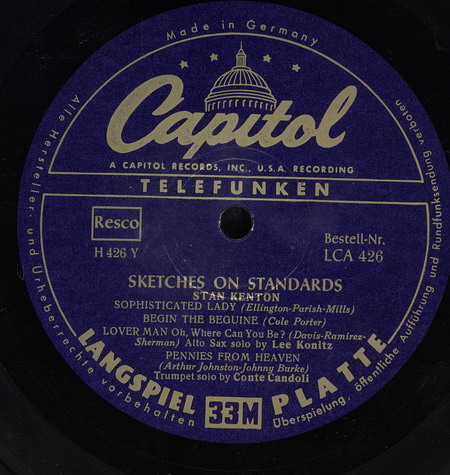 Made in Germany
Capitol
A CAPITOL RECORDS, INC., U.S.A. RECORDING
TELEFUNKEN
Resco
H 426 Y
Bestell-Nr.
LCA 426
SKETCHES ON STANDARDS
STAN KENTON
SOPHISTICATED LADY (Ellington-Parish-Mills)
BEGIN THE BEGUINE (Cole Porter)
LOVER MAN Oh, Where Can You Be? (Davis-Ramirez-
Sherman) Alto Sax solo by Lee Konitz
PENNIES FROM HEAVEN
(Arthur Johnston-Johnny Burke)
Trumpet solo by Conte Candoli
LANGSPIEL 33M PLATTE
Alle Hersteller- und Urheberrechte vorbehalten
Überspielung, öffentliche Aufführung und Rundfunksendung verboten